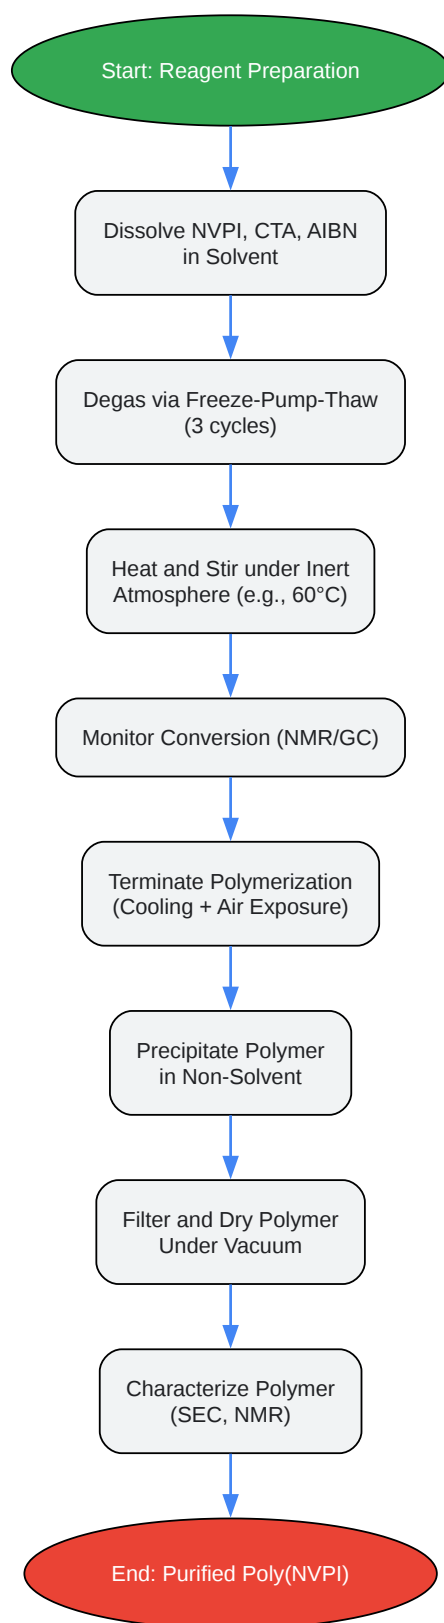 Start: Reagent Preparation
Dissolve NVPI, CTA, AIBN
in Solvent
Degas via Freeze-Pump-Thaw
(3 cycles)
Heat and Stir under Inert
Atmosphere (e.g., 60°C)
Monitor Conversion (NMR/GC)
Terminate Polymerization
(Cooling + Air Exposure)
Precipitate Polymer
in Non-Solvent
Filter and Dry Polymer
Under Vacuum
Characterize Polymer
(SEC, NMR)
End: Purified Poly(NVPI)